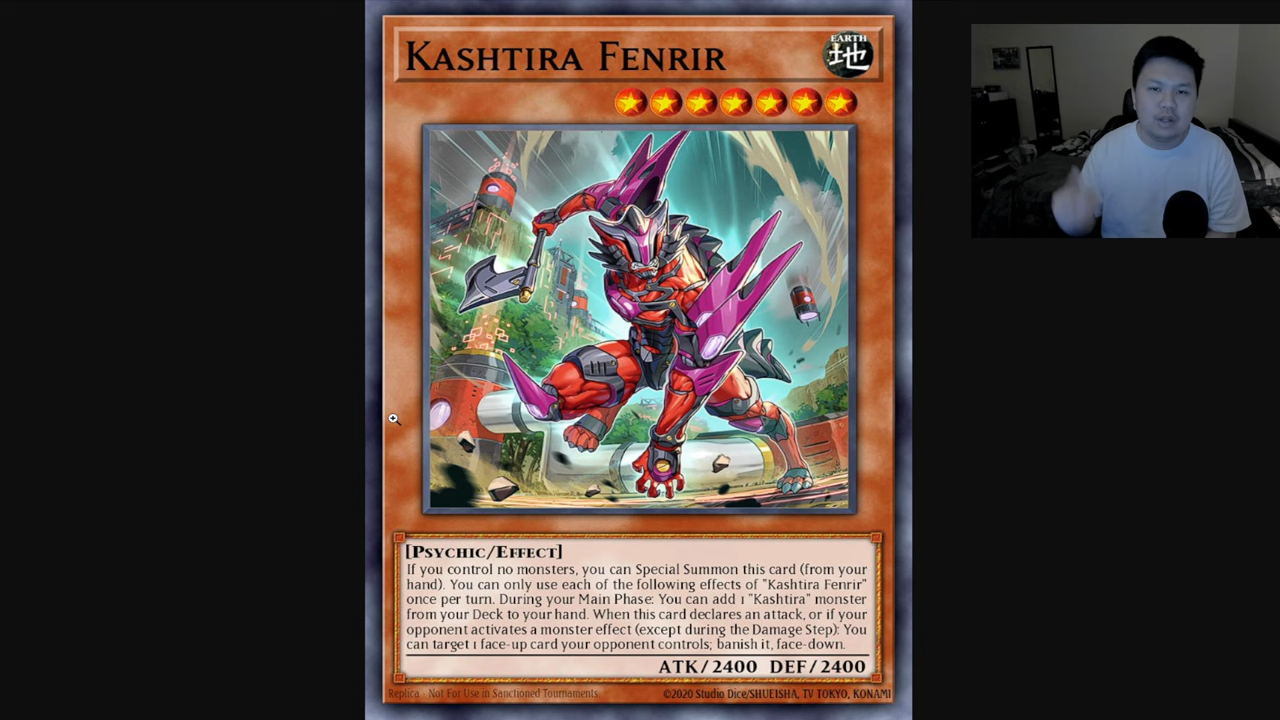 KASHTIRA FENRIR
EARTH
地
[PSYCHIC/EFFECT]
If you control no monsters, you can Special Summon this card (from your
hand). You can only use each of the following effects of "Kashtira Fenrir"
once per turn. During your Main Phase: You can add 1 "Kashtira" monster
from your Deck to your hand. When this card declares an attack, or if your
opponent activates a monster effect (except during the Damage Step): You
can target 1 face-up card your opponent controls; banish it, face-down.
ATK/2400 DEF/2400
Replica - Not For Use in Sanctioned Tournaments
©2020 Studio Dice/SHUEISHA, TV TOKYO, KONAMI